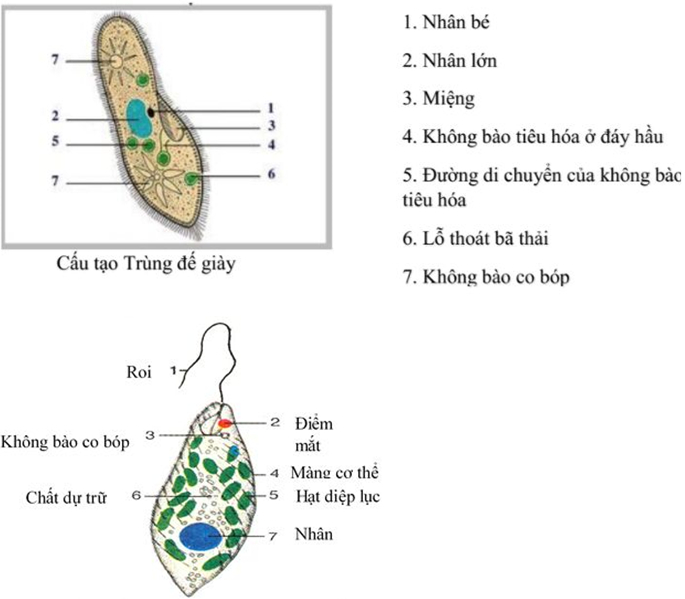 7
2
5
7
1
3
4
6
Cấu tạo Trùng đế giày
1. Nhân bé
2. Nhân lớn
3. Miệng
4. Không bào tiêu hóa ở đáy hầu
5. Đường di chuyển của không bào
tiêu hóa
6. Lỗ thoát bã thải
7. Không bào co bóp
Roi 1
2 Điểm
mắt
Không bào co bóp 3
4 Màng cơ thể
Chất dự trữ 6
5 Hạt diệp lục
7 Nhân